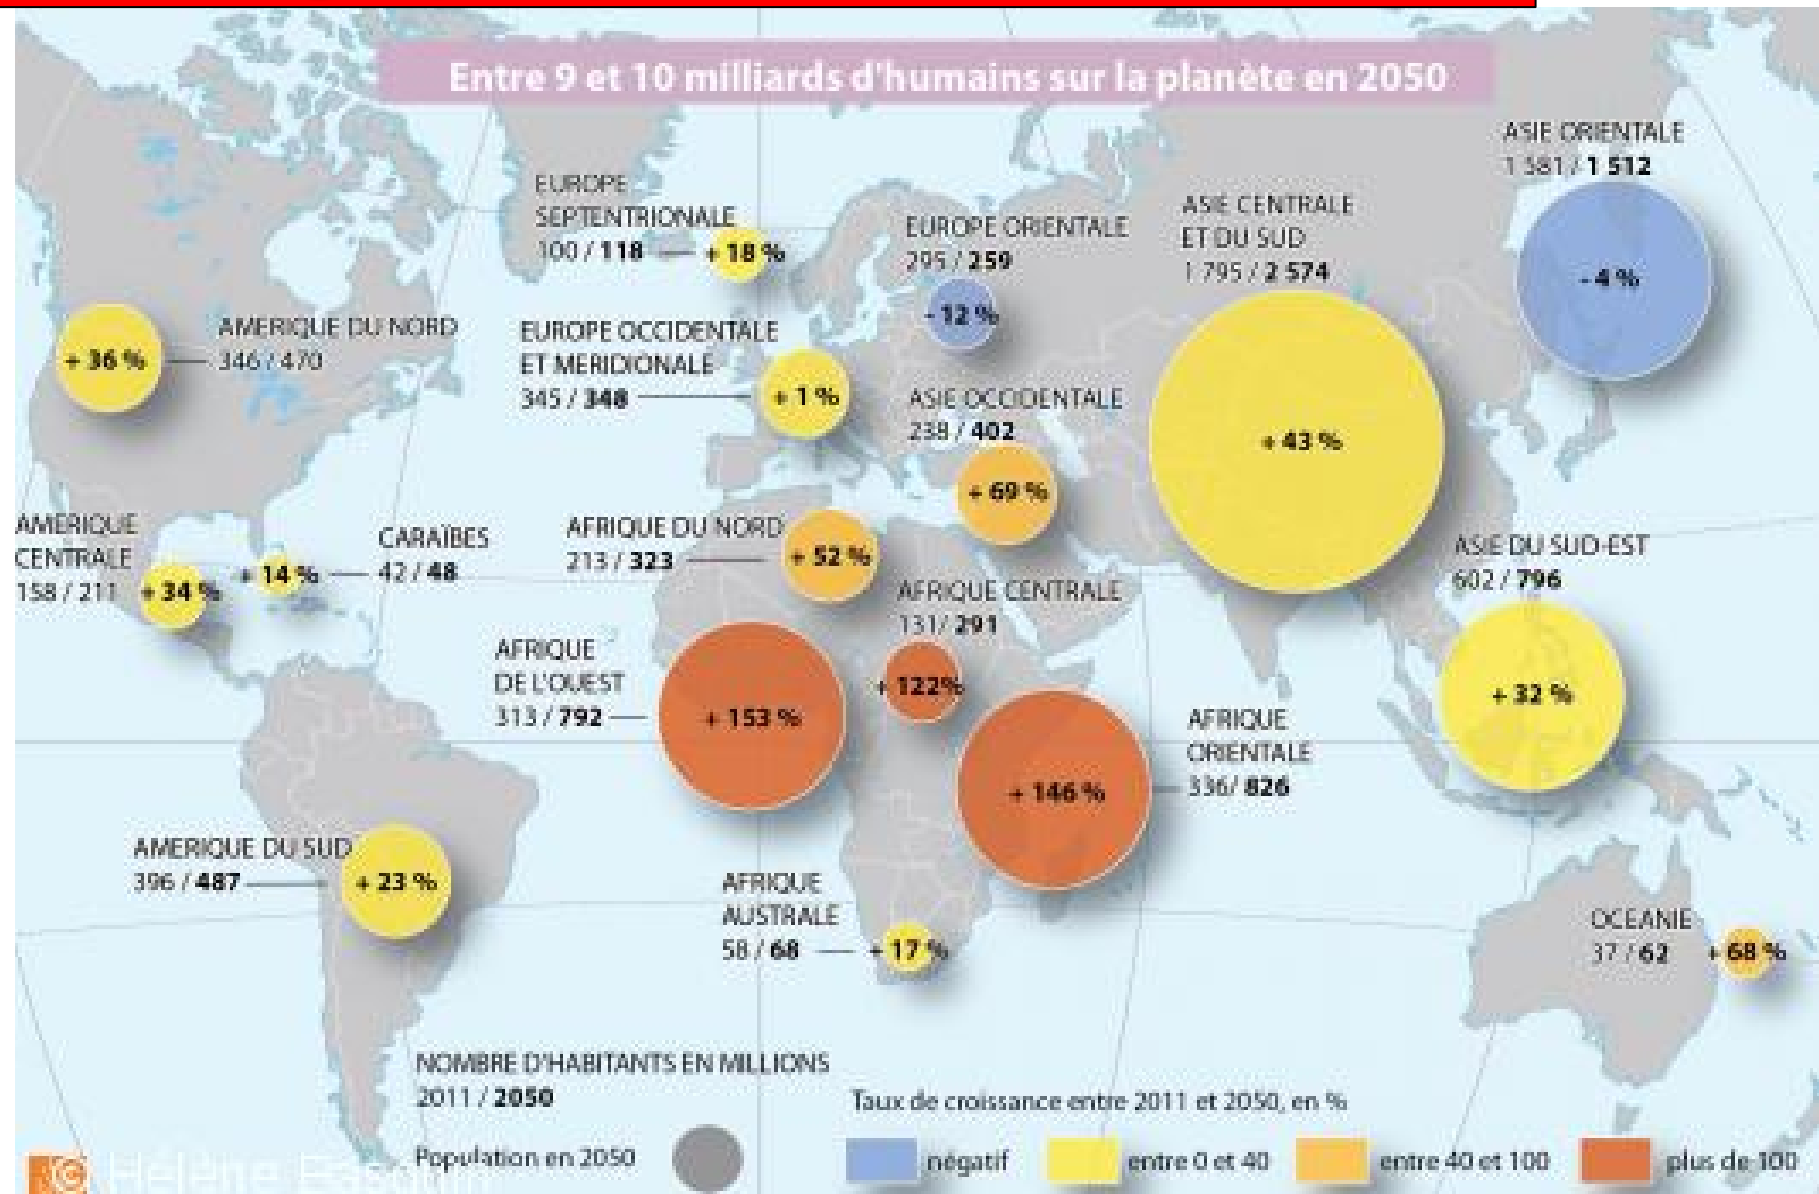 Entre 9 et 10 milliards d'humains sur la planète en 2050
ASIE ORIENTALE
1 581 / 1 512
- 4 %
EUROPE
SEPTENTRIONALE
100 / 118
+ 18 %
EUROPE ORIENTALE
295 / 259
- 12 %
ASIE CENTRALE
ET DU SUD
1 795 / 2 574
+ 43 %
AMERIQUE DU NORD
346 / 470
+ 36 %
EUROPE OCCIDENTALE
ET MERIDIONALE
345 / 348
+ 1 %
ASIE OCCIDENTALE
238 / 402
+ 69 %
AMERIQUE
CENTRALE
158 / 211
+ 34 %
CARAÏBES
42 / 48
+ 14 %
AFRIQUE DU NORD
213 / 323
+ 52 %
AFRIQUE CENTRALE
131/ 291
+ 122%
ASIE DU SUD-EST
602 / 796
+ 32 %
AFRIQUE
DE L'OUEST
313 / 792
+ 153 %
AFRIQUE
ORIENTALE
336/ 826
+ 146 %
AMERIQUE DU SUD
396 / 487
+ 23 %
AFRIQUE
AUSTRALE
58 / 68
+ 17 %
OCEANIE
37 / 62
+ 68 %
NOMBRE D'HABITANTS EN MILLIONS
2011 / 2050
Population en 2050
Taux de croissance entre 2011 et 2050, en %
négatif
entre 0 et 40
entre 40 et 100
plus de 100
© Hélène